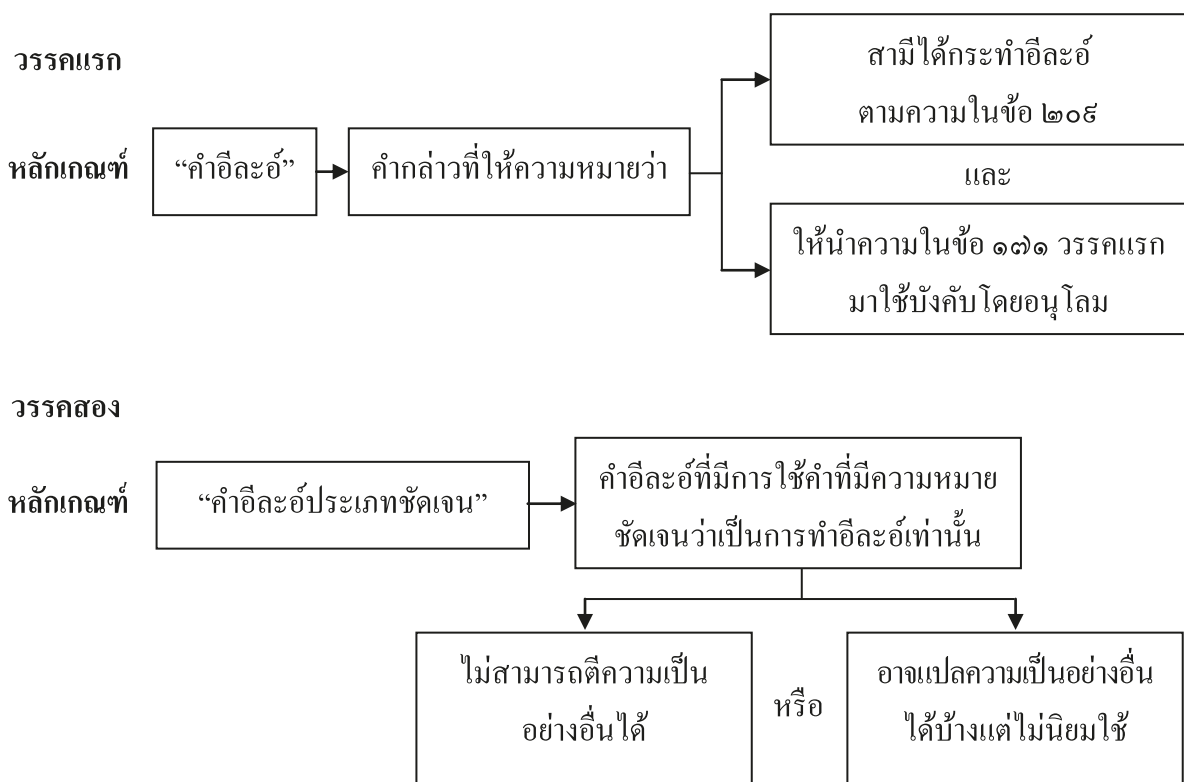 วรรคแรก
สามีได้กระทำอีละอ์
ตามความในข้อ ๒๐๙
หลักเกณฑ์
“คำอีละอ์”
คำกล่าวที่ให้ความหมายว่า
และ
ให้นำความในข้อ ๑๗๑ วรรคแรก
มาใช้บังคับโดยอนุโลม
วรรคสอง
หลักเกณฑ์
“คำอีละอ์ประเภทชัดเจน”
คำอีละอ์ที่มีการใช้คำที่มีความหมาย
ชัดเจนว่าเป็นการทำอีละอ์เท่านั้น
ไม่สามารถตีความเป็น
อย่างอื่นได้
หรือ
อาจแปลความเป็นอย่างอื่น
ได้บ้างแต่ไม่นิยมใช้